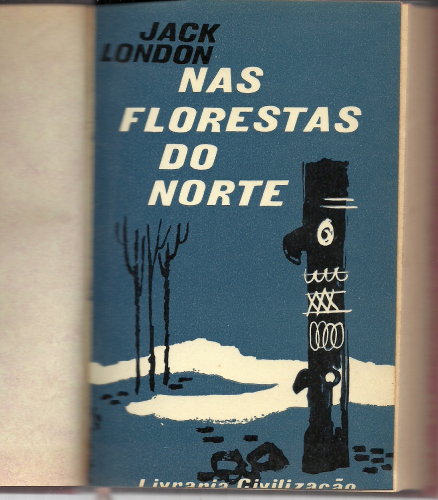 JACK
LONDON
NAS
FLORESTAS
DO
NORTE
Livraria Civilização